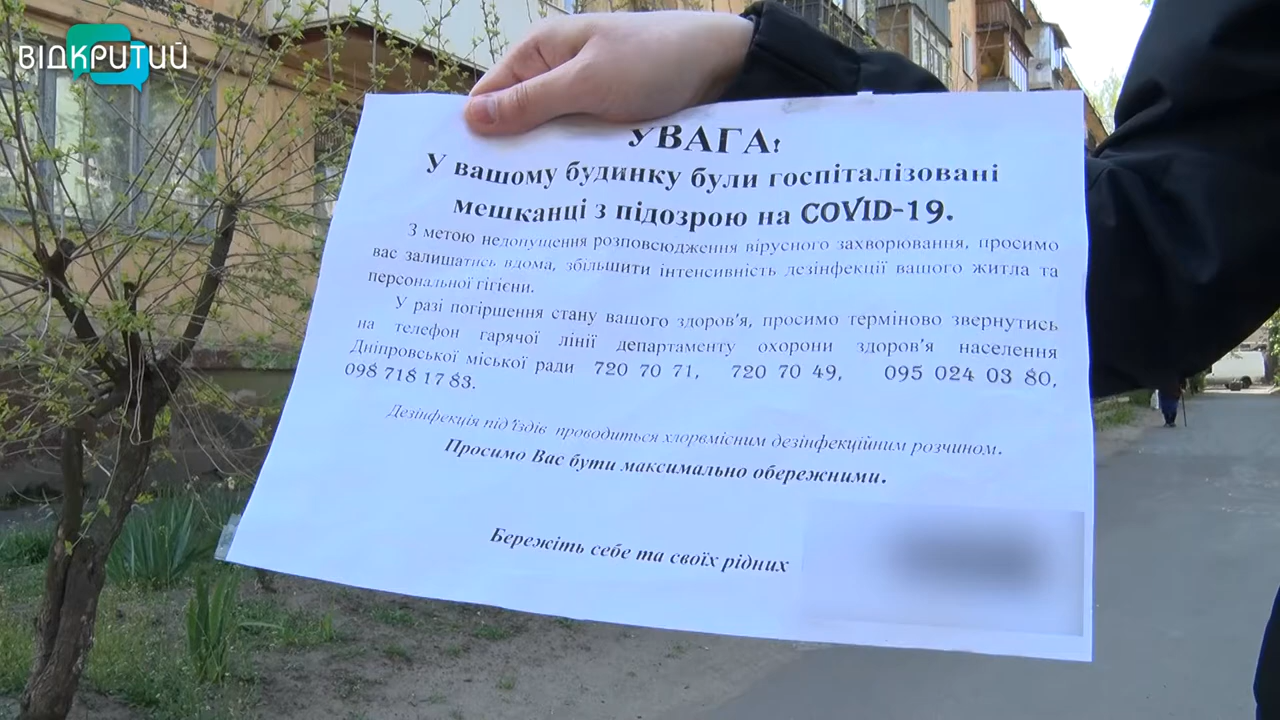 ВІДКРИТИЙ
УВАГА!
У вашому будинку були госпіталізовані
мешканці з підозрою на COVID-19.
З метою недопущення розповсюдження вірусного захворювання, просимо
вас залишатись вдома, збільшити інтенсивність дезінфекції вашого житла та
персональної гігієни.
У разі погіршення стану вашого здоров'я, просимо терміново звернутись
на телефон гарячої лінії департаменту охорони здоров'я населення
Дніпровської міської ради 720 70 71, 720 70 49, 095 024 03 80,
098 718 17 83.
Дезінфекція під'їздів проводиться хлорвмісним дезінфекційним розчином.
Просимо Вас бути максимально обережними.
Бережіть себе та своїх рідних